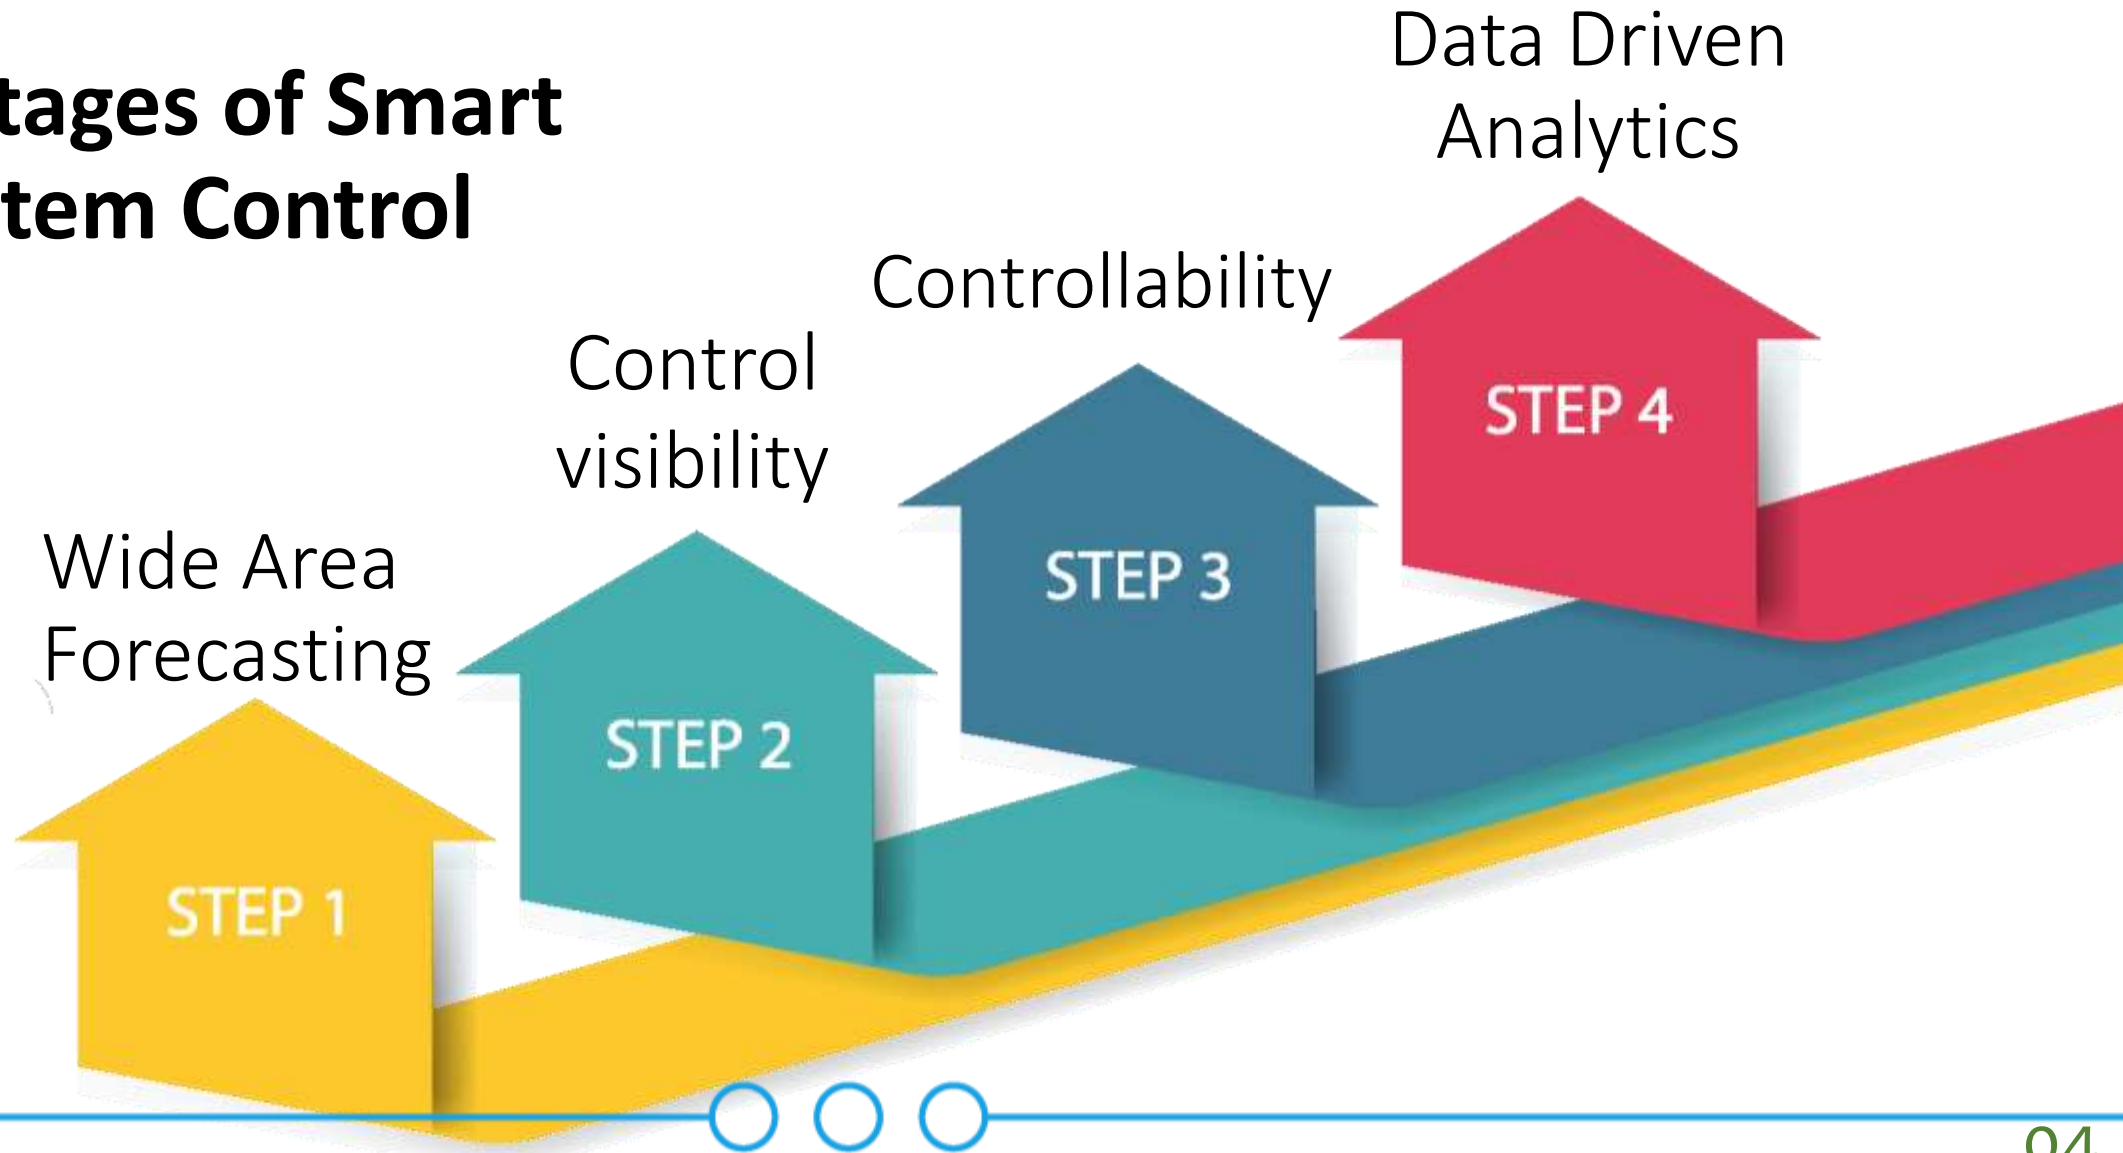 tages of Smart
tem Control
Data Driven
Analytics
Controllability
Control
visibility
Wide Area
Forecasting
STEP 4
STEP 3
STEP 2
STEP 1
94